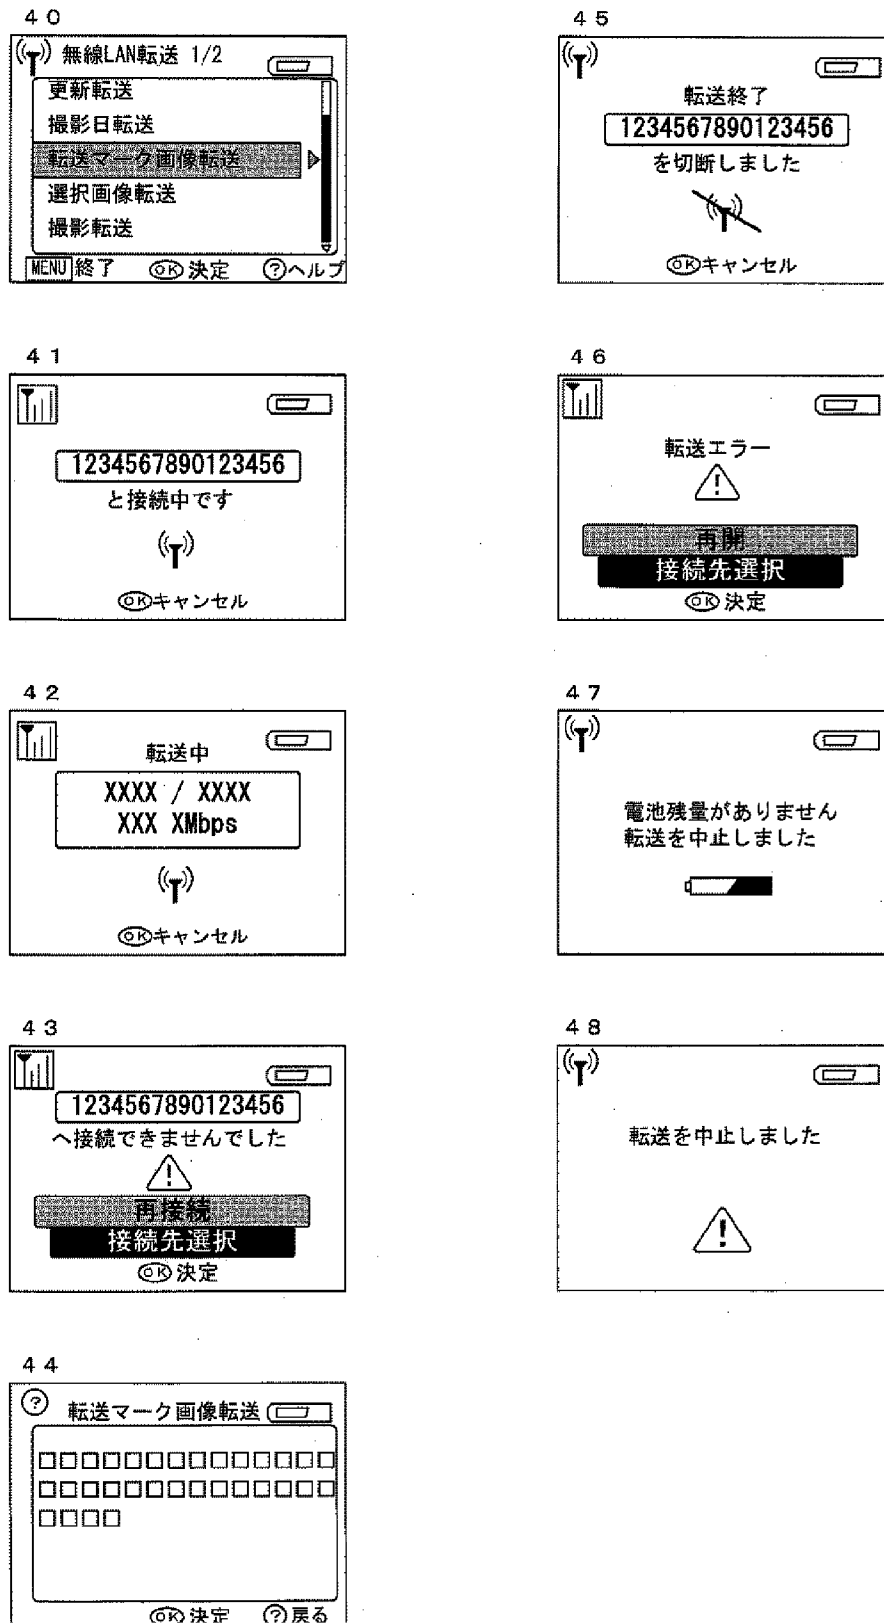 40
無線LAN転送 1/2
更新転送
撮影日転送
転送マーク画像転送
選択画像転送
撮影転送
MENU 終了 OK 決定 ?ヘルプ
41
1234567890123456
と接続中です
OKキャンセル
42
転送中
XXXX / XXXX
XXX XMbps
OKキャンセル
43
1234567890123456
へ接続できませんでした
!
再接続
接続先選択
OK 決定
44
? 転送マーク画像転送
□□□□□□□□□□□□□□
□□□□□□□□□□□□□□
□□□□
OK 決定 ?戻る
45
転送終了
1234567890123456
を切断しました
OKキャンセル
46
転送エラー
!
再開
接続先選択
OK 決定
47
電池残量がありません
転送を中止しました
48
転送を中止しました
!